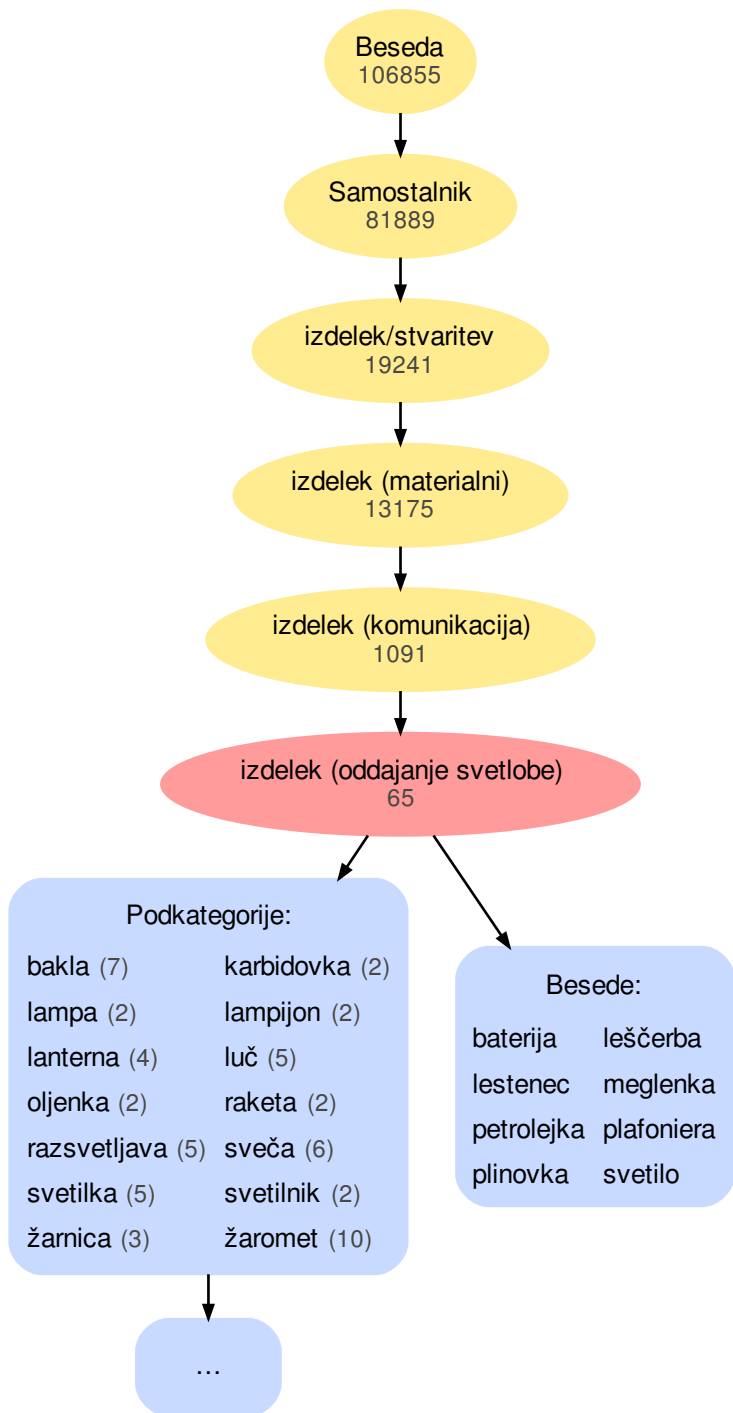 Beseda
106855
Samostalnik
81889
izdelek/stvaritev
19241
izdelek (materialni)
13175
izdelek (komunikacija)
1091
izdelek (oddajanje svetlobe)
65
Podkategorije:
bakla (7) karbidovka (2)
lampa (2) lampijon (2)
lanterna (4) luč (5)
oljenka (2) raketa (2)
razsvetljava (5) sveča (6)
svetilka (5) svetilnik (2)
žarnica (3) žaromet (10)
Besede:
baterija leščerba
lestenec meglenka
petrolejka plafoniera
plinovka svetilo
...